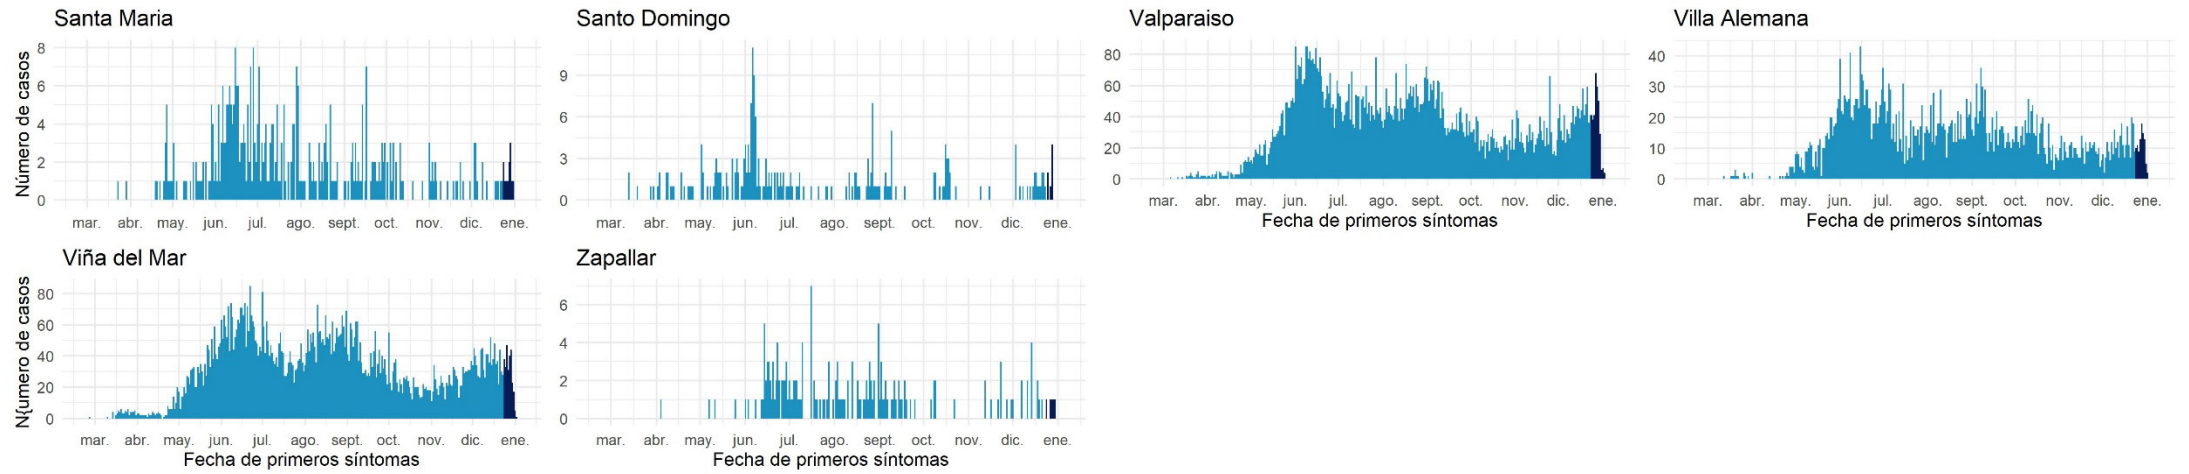 Santa Maria
Número de casos
8
6
4
2
0
mar. abr. may. jun. jul. ago. sept. oct. nov. dic. ene.
Santo Domingo
9
6
3
0
mar. abr. may. jun. jul. ago. sept. oct. nov. dic. ene.
Valparaiso
80
60
40
20
0
mar. abr. may. jun. jul. ago. sept. oct. nov. dic. ene.
Fecha de primeros síntomas
Villa Alemana
40
30
20
10
0
mar. abr. may. jun. jul. ago. sept. oct. nov. dic. ene.
Fecha de primeros síntomas
Viña del Mar
N{umero de casos
80
60
40
20
0
mar. abr. may. jun. jul. ago. sept. oct. nov. dic. ene.
Fecha de primeros síntomas
Zapallar
6
4
2
0
mar. abr. may. jun. jul. ago. sept. oct. nov. dic. ene.
Fecha de primeros síntomas